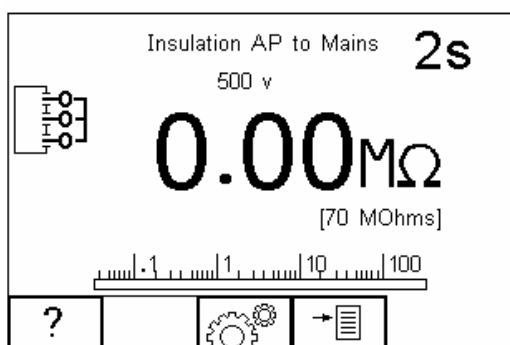 Insulation AP to Mains
2s
500 v
0.00MΩ
[70 MOhms]
.1 1 10 100
?